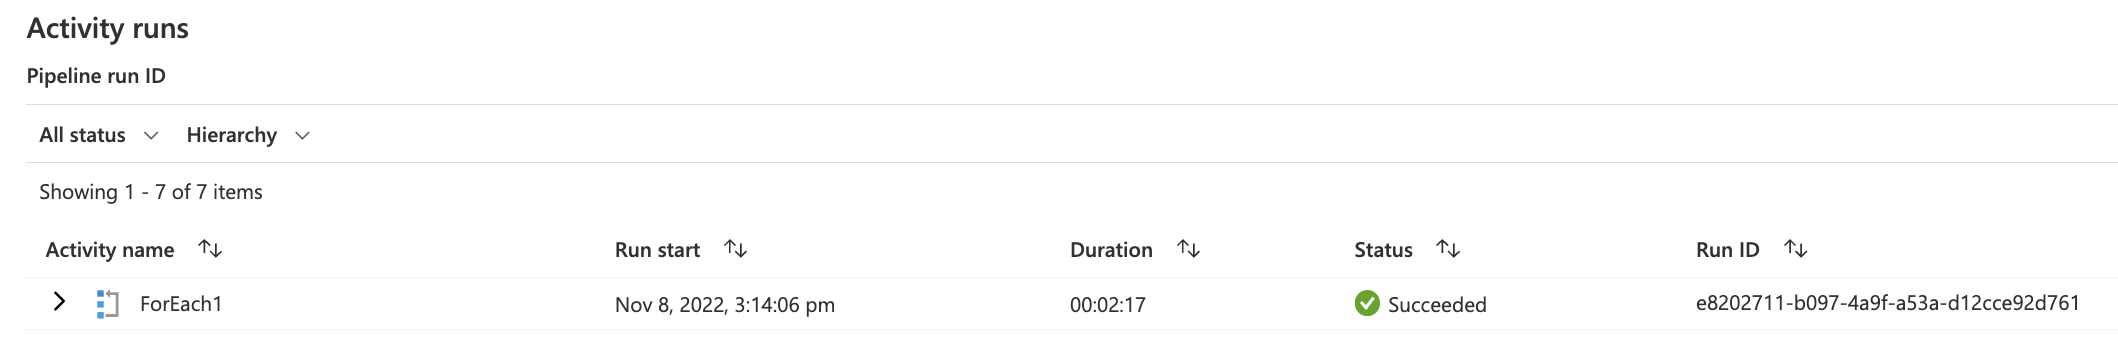 Activity runs
Pipeline run ID
All status Hierarchy
Showing 1 - 7 of 7 items
Activity name Run start Duration Status Run ID
ForEach1 Nov 8, 2022, 3:14:06 pm 00:02:17 Succeeded e8202711-b097-4a9f-a53a-d12cce92d761